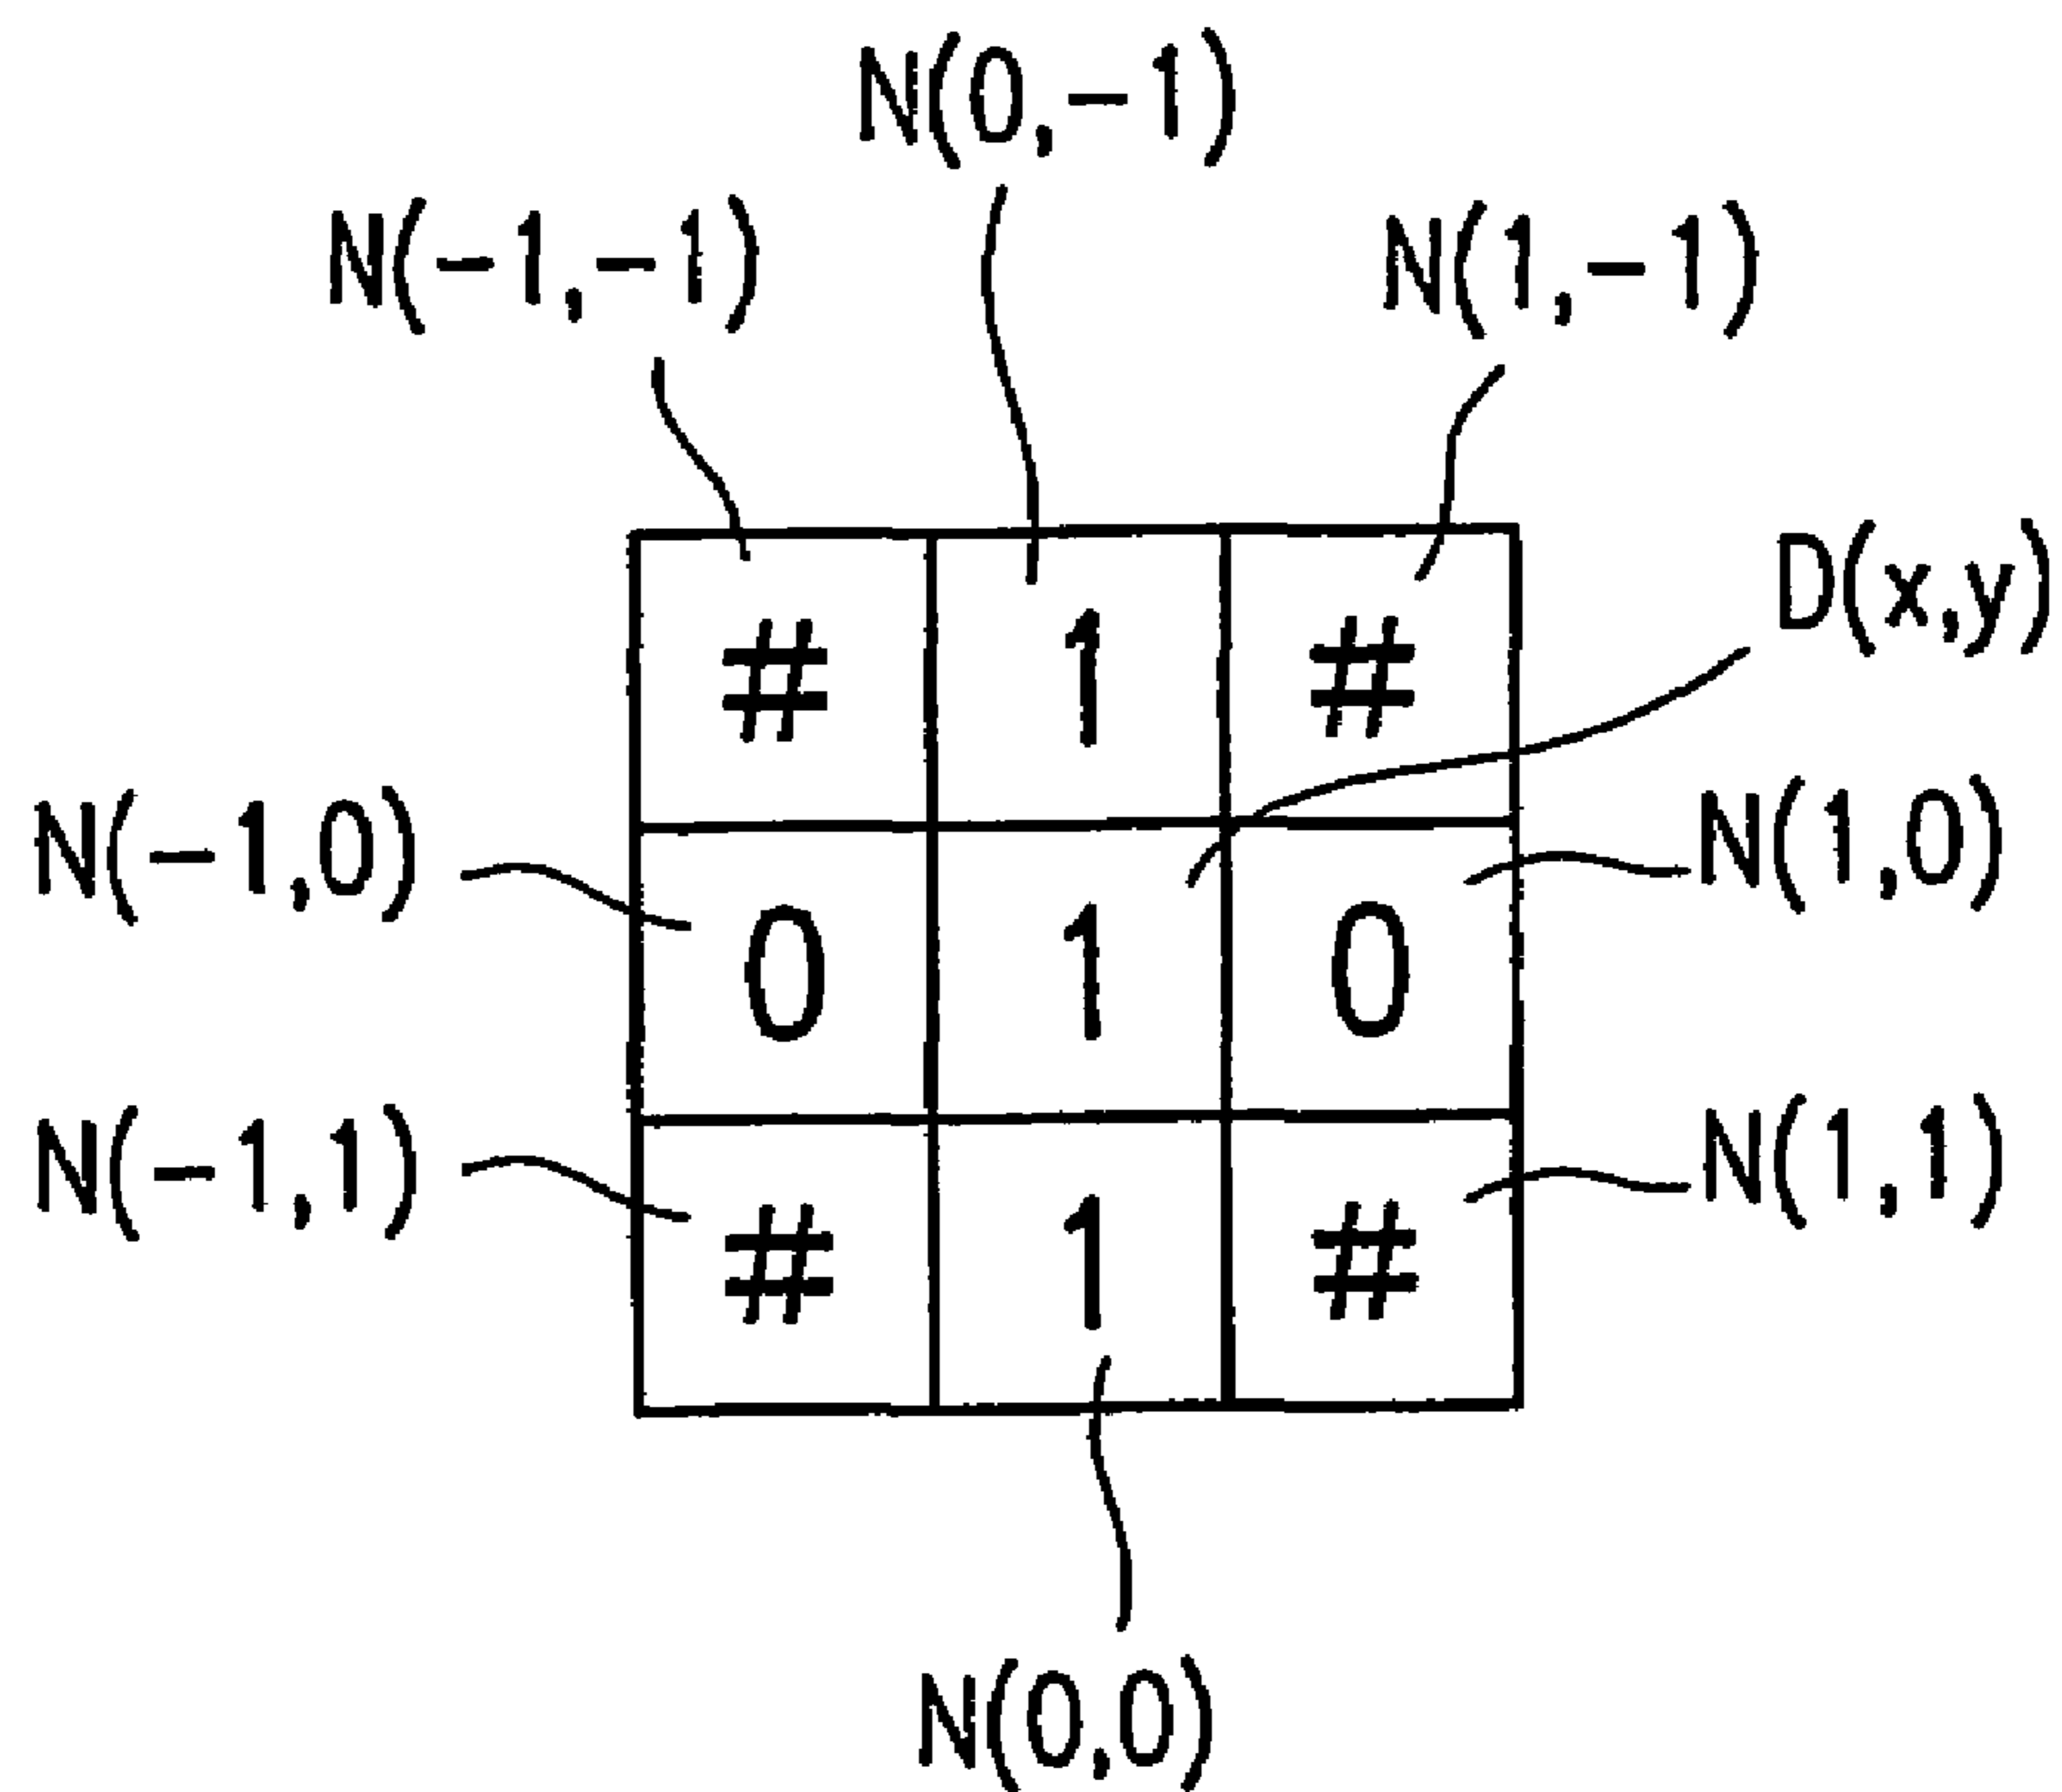 N(0,-1)
N(-1,-1)
N(1,-1)
D(x,y)
# 1 #
N(-1,0)
N(1,0)
0 1 0
N(-1,1)
N(1,1)
# 1 #
N(0,0)